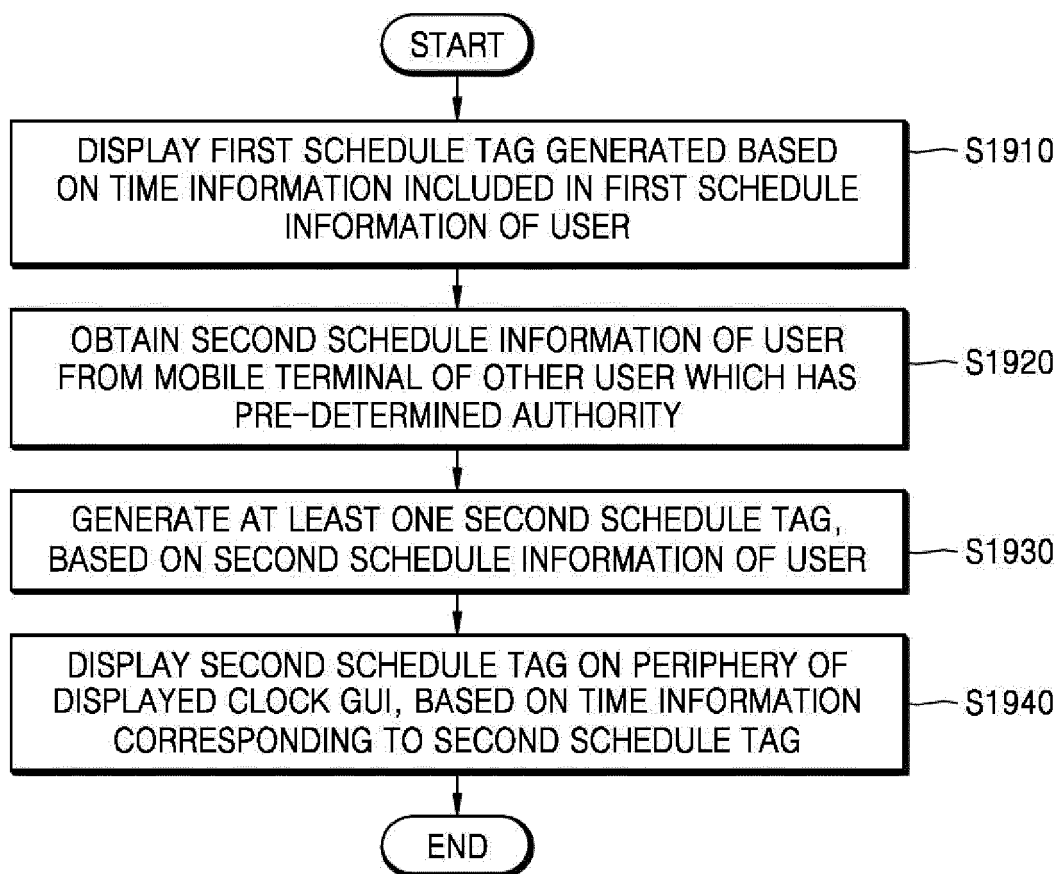 START
DISPLAY FIRST SCHEDULE TAG GENERATED BASED
ON TIME INFORMATION INCLUDED IN FIRST SCHEDULE
INFORMATION OF USER
S1910
OBTAIN SECOND SCHEDULE INFORMATION OF USER
FROM MOBILE TERMINAL OF OTHER USER WHICH HAS
PRE-DETERMINED AUTHORITY
S1920
GENERATE AT LEAST ONE SECOND SCHEDULE TAG,
BASED ON SECOND SCHEDULE INFORMATION OF USER
S1930
DISPLAY SECOND SCHEDULE TAG ON PERIPHERY OF
DISPLAYED CLOCK GUI, BASED ON TIME INFORMATION
CORRESPONDING TO SECOND SCHEDULE TAG
S1940
END